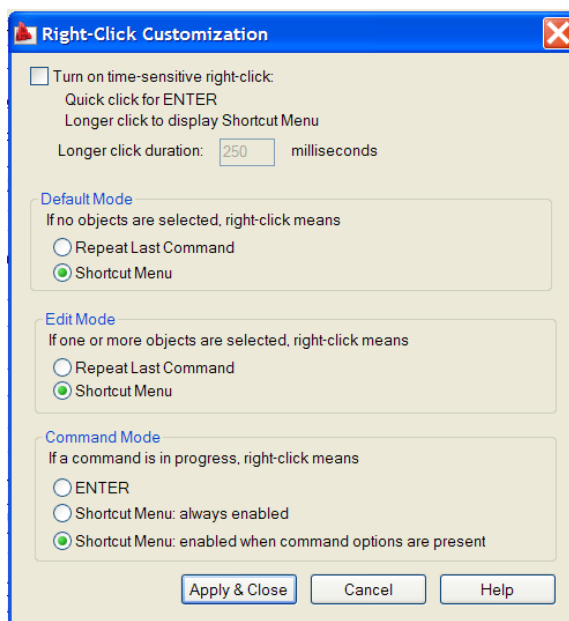 Right-Click Customization
Turn on time-sensitive right-click:
Quick click for ENTER
Longer click to display Shortcut Menu
Longer click duration: 250 milliseconds
Default Mode
If no objects are selected, right-click means
Repeat Last Command
Shortcut Menu
Edit Mode
If one or more objects are selected, right-click means
Repeat Last Command
Shortcut Menu
Command Mode
If a command is in progress, right-click means
ENTER
Shortcut Menu: always enabled
Shortcut Menu: enabled when command options are present
Apply & Close Cancel Help